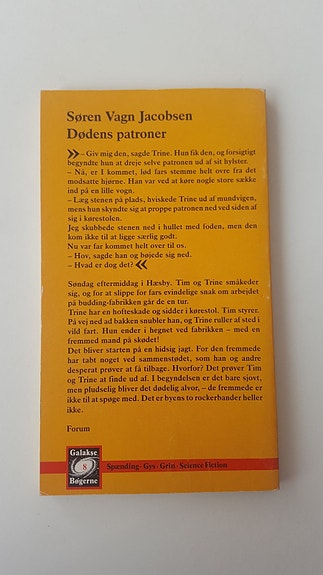 Søren Vagn Jacobsen
Dødens patroner
» – Giv mig den, sagde Trine. Hun fik den, og forsigtigt
begyndte hun at dreje selve patronen ud af sit hylster.
– Nå, er I kommet, lød fars stemme helt ovre fra det
modsatte hjørne. Han var ved at køre nogle store sække
ind på en lille vogn.
– Læg stenen på plads, hviskede Trine ud af mundvigen,
mens hun skyndte sig at proppe patronen ned ved siden af
sig i kørestolen.
Jeg skubbede stenen ned i hullet med foden, men den
kom ikke til at ligge særlig godt.
Nu var far kommet helt over til os.
– Hov, sagde han og bøjede sig ned.
– Hvad er dog det? «
Søndag eftermiddag i Hæsby. Tim og Trine småkeder
sig, og for at slippe for fars evindelige snak om arbejdet
på budding-fabrikken går de en tur.
Trine har en hofteskade og sidder i kørestol. Tim styrer.
På vej ned ad bakken snubler han, og Trine ruller af sted i
vild fart. Hun ender i hegnet ved fabrikken – med en
fremmed mand på skødet!
Det bliver starten på en hidsig jagt. For den fremmede
har tabt noget ved sammenstødet, som han og andre
desperat prøver at få tilbage. Hvorfor? Det prøver Tim
og Trine at finde ud af. I begyndelsen er det bare sjovt,
men pludselig bliver det dødelig alvor, – de fremmede er
ikke til at spøge med. Det er byens to rockerbander heller
ikke.
Forum
Galakse
8
Bøgerne
Spænding · Gys · Grin · Science Fiction